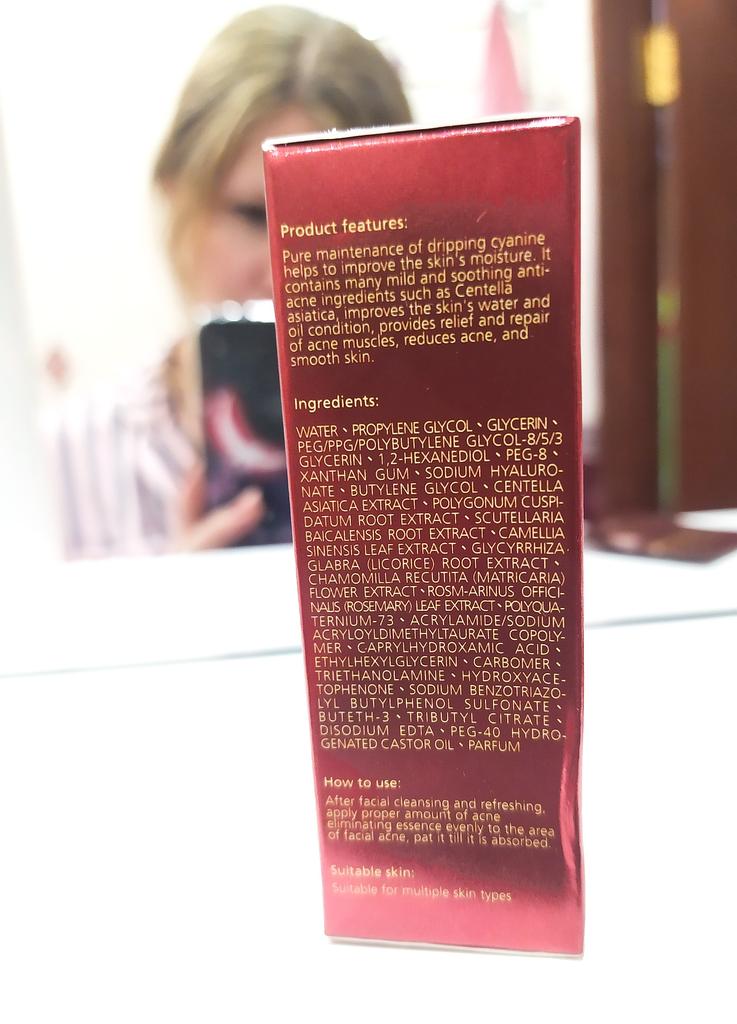 Product features:
Pure maintenance of dripping cyanine
helps to improve the skin's moisture. It
contains many mild and soothing anti-
acne ingredients such as Centella
asiatica, improves the skin's water and
oil condition, provides relief and repair
of acne muscles, reduces acne, and
smooth skin.
Ingredients:
WATER、PROPYLENE GLYCOL、GLYCERIN、
PEG/PPG/POLYBUTYLENE GLYCOL-8/5/3
GLYCERIN、1,2-HEXANEDIOL、PEG-8、
XANTHAN GUM、SODIUM HYALURO-
NATE、BUTYLENE GLYCOL、CENTELLA
ASIATICA EXTRACT、POLYGONUM CUSPI-
DATUM ROOT EXTRACT、SCUTELLARIA
BAICALENSIS ROOT EXTRACT、CAMELLIA
SINENSIS LEAF EXTRACT、GLYCYRRHIZA
GLABRA (LICORICE) ROOT EXTRACT、
CHAMOMILLA RECUTITA (MATRICARIA)
FLOWER EXTRACT、ROSM-ARINUS OFFICI-
NALIS (ROSEMARY) LEAF EXTRACT、POLYQUA-
TERNIUM-73、ACRYLAMIDE/SODIUM
ACRYLOYLDIMETHYLTAURATE COPOLY-
MER、CAPRYLHYDROXAMIC ACID、
ETHYLHEXYLGLYCERIN、CARBOMER、
TRIETHANOLAMINE、HYDROXYACE-
TOPHENONE、SODIUM BENZOTRIAZO-
LYL BUTYLPHENOL SULFONATE、
BUTETH-3、TRIBUTYL CITRATE、
DISODIUM EDTA、PEG-40 HYDRO-
GENATED CASTOR OIL、PARFUM
How to use:
After facial cleansing and refreshing,
apply proper amount of acne
eliminating essence evenly to the area
of facial acne, pat it till it is absorbed.
Suitable skin:
Suitable for multiple skin types